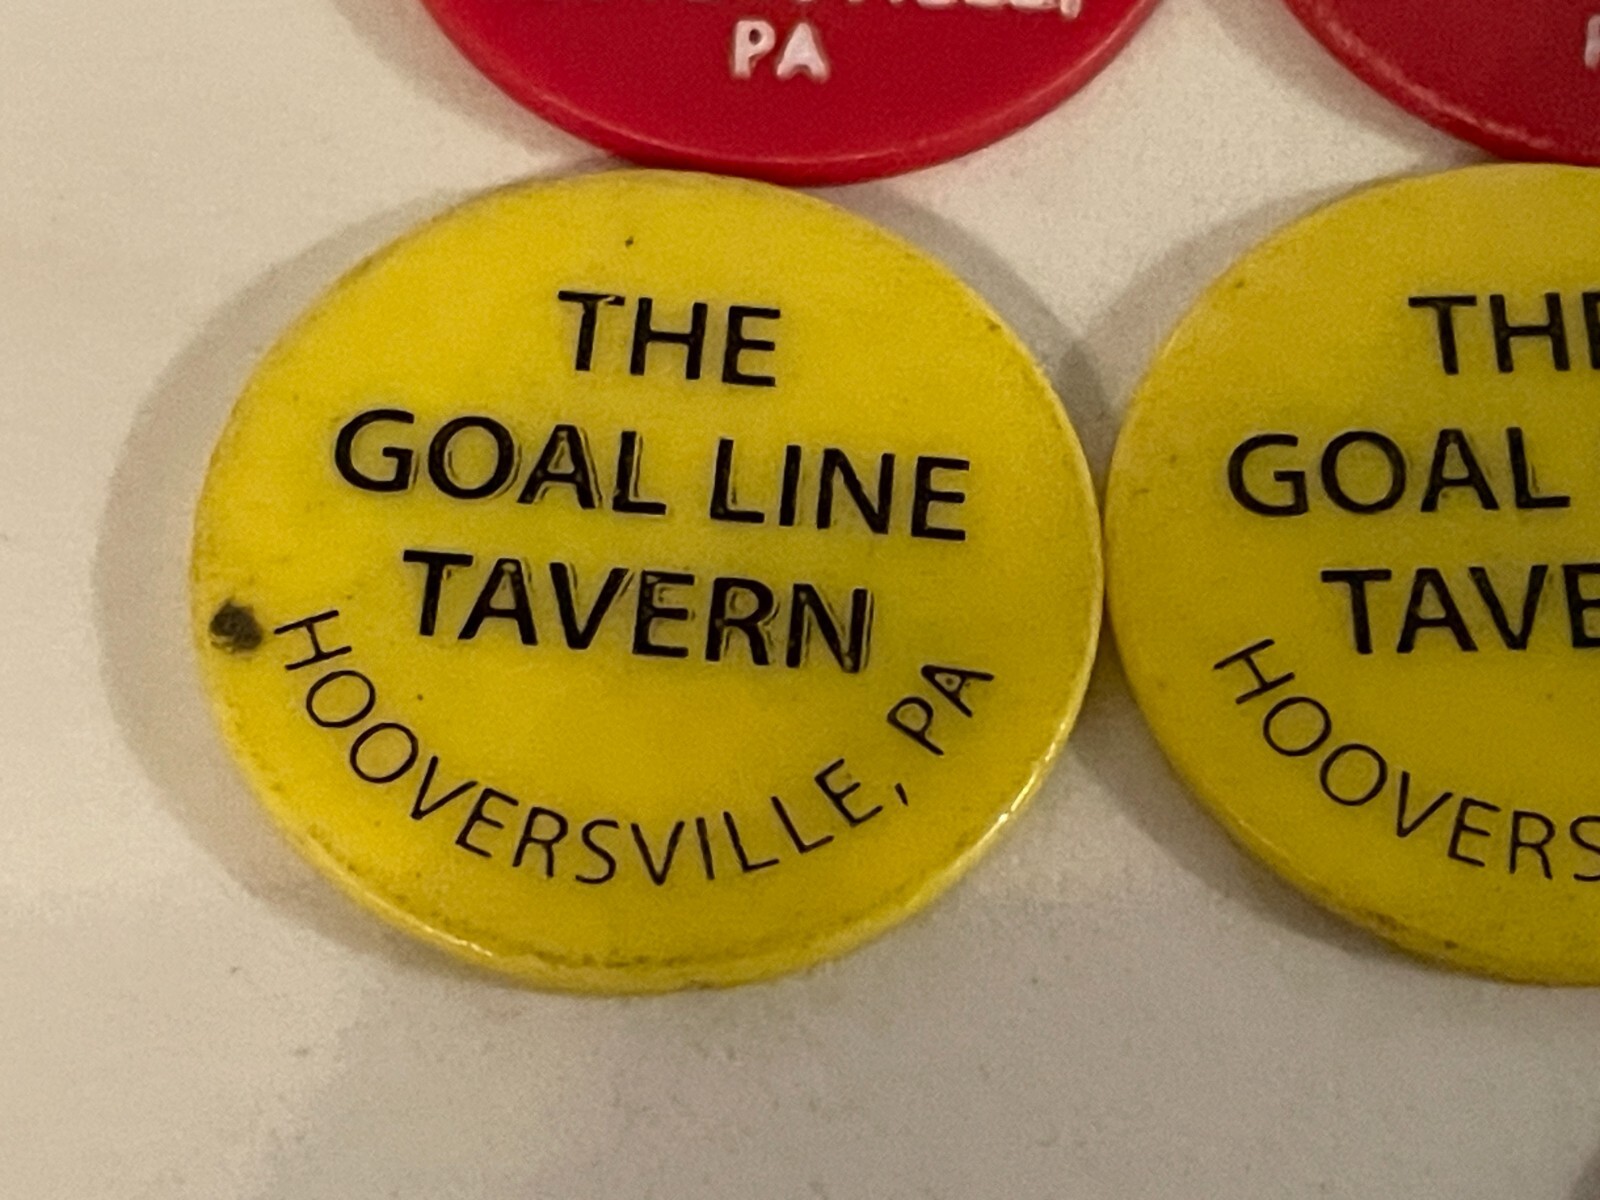 PA
THE
GOAL LINE
TAVERN
HOOVERSVILLE, PA
THE
GOAL
TAVE
HOOVERS